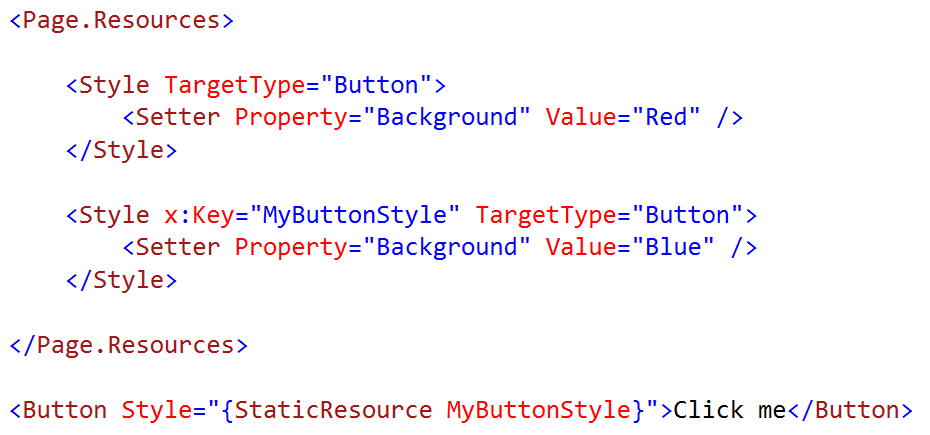 <Page.Resources>
    <Style TargetType="Button">
        <Setter Property="Background" Value="Red" />
    </Style>
    <Style x:Key="MyButtonStyle" TargetType="Button">
        <Setter Property="Background" Value="Blue" />
    </Style>
</Page.Resources>
<Button Style="{StaticResource MyButtonStyle}">Click me</Button>